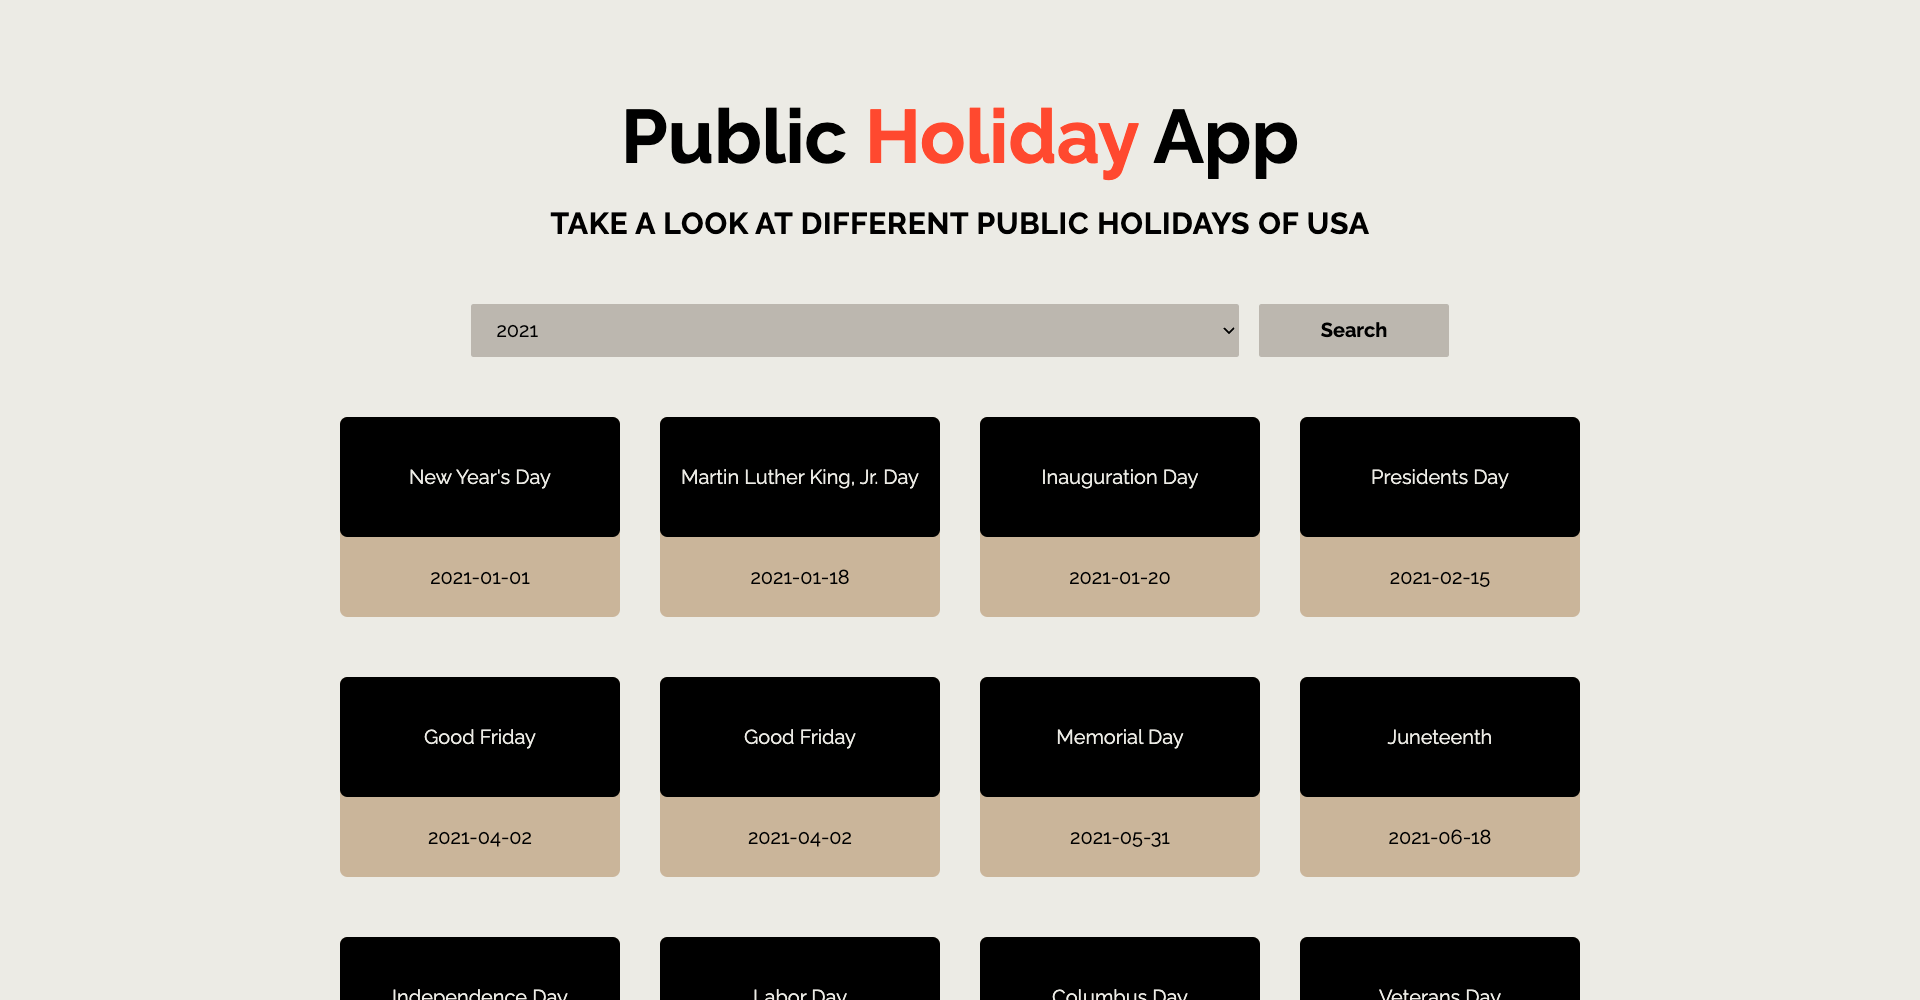 Public Holiday App
TAKE A LOOK AT DIFFERENT PUBLIC HOLIDAYS OF USA
2021
Search
New Year's Day
2021-01-01
Martin Luther King, Jr. Day
2021-01-18
Inauguration Day
2021-01-20
Presidents Day
2021-02-15
Good Friday
2021-04-02
Good Friday
2021-04-02
Memorial Day
2021-05-31
Juneteenth
2021-06-18
Independence Day
Labor Day
Columbus Day
Veterans Day